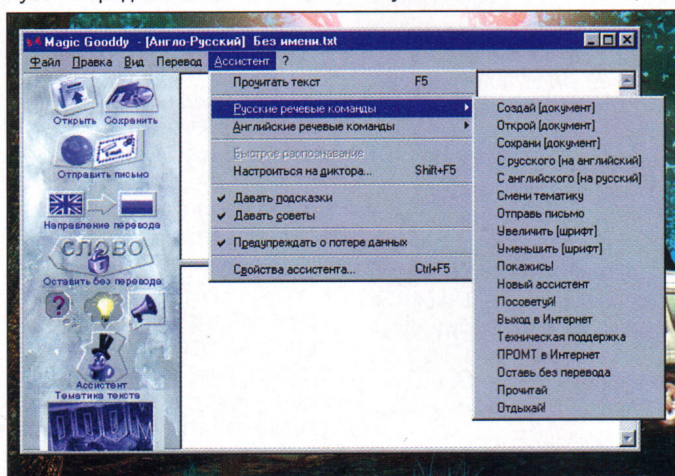 Magic Gooddy - [Англо-Русский] Без имени.txt
Файл Правка Вид Перевод Ассистент ?
Открыть Сохранить
Отправить письмо
Направление перевода
СЛОВО
Оставить без перевода
?
Ассистент
Тематика текста
DOOM
Прочитать текст F5
Русские речевые команды
Английские речевые команды
Быстрое распознавание
Настроиться на диктора... Shift+F5
Давать подсказки
Давать советы
Предупреждать о потере данных
Свойства ассистента... Ctrl+F5
Создай [документ]
Открой [документ]
Сохрани [документ]
С русского [на английский]
С английского [на русский]
Смени тематику
Отправь письмо
Увеличить [шрифт]
Уменьшить [шрифт]
Покажись!
Новый ассистент
Посоветуй!
Выход в Интернет
Техническая поддержка
ПРОМТ в Интернет
Оставь без перевода
Прочитай
Отдыхай!